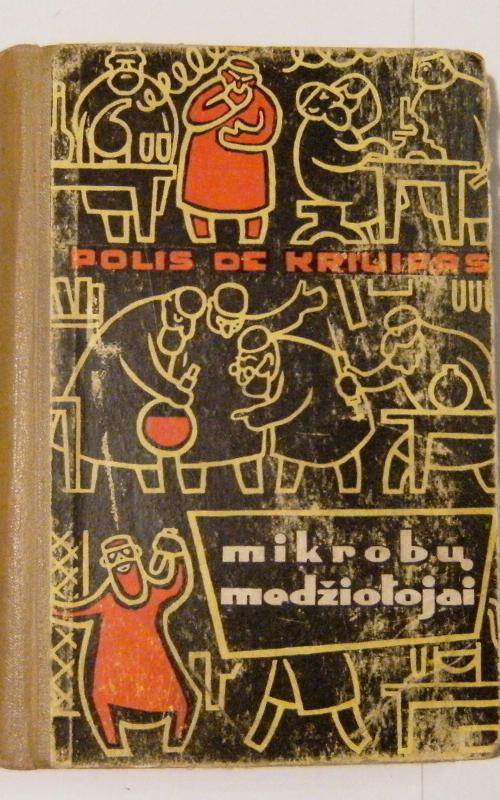 POLIS DE KRIUIFAS
mikrobų
medžiotojai